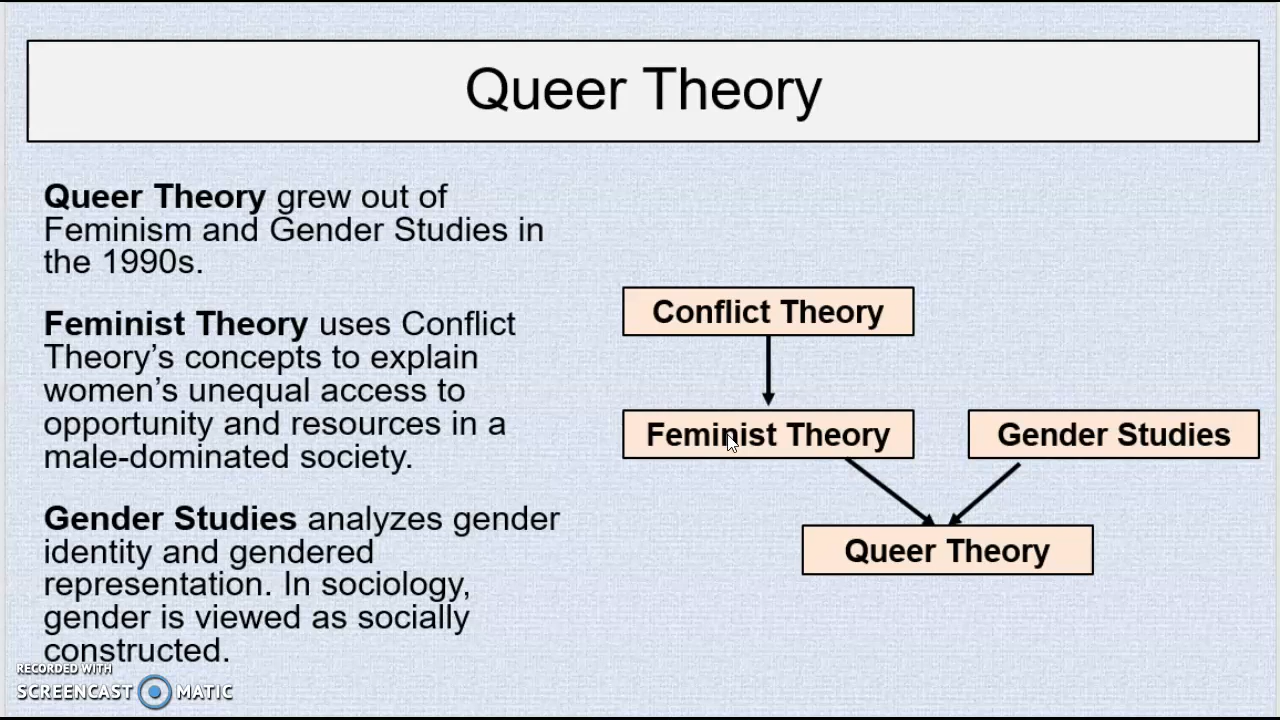 Queer Theory
Queer Theory grew out of
Feminism and Gender Studies in
the 1990s.
Feminist Theory uses Conflict
Theory’s concepts to explain
women’s unequal access to
opportunity and resources in a
male-dominated society.
Gender Studies analyzes gender
identity and gendered
representation. In sociology,
gender is viewed as socially
constructed.
Conflict Theory
Feminist Theory
Gender Studies
Queer Theory
RECORDED WITH
SCREENCAST MATIC